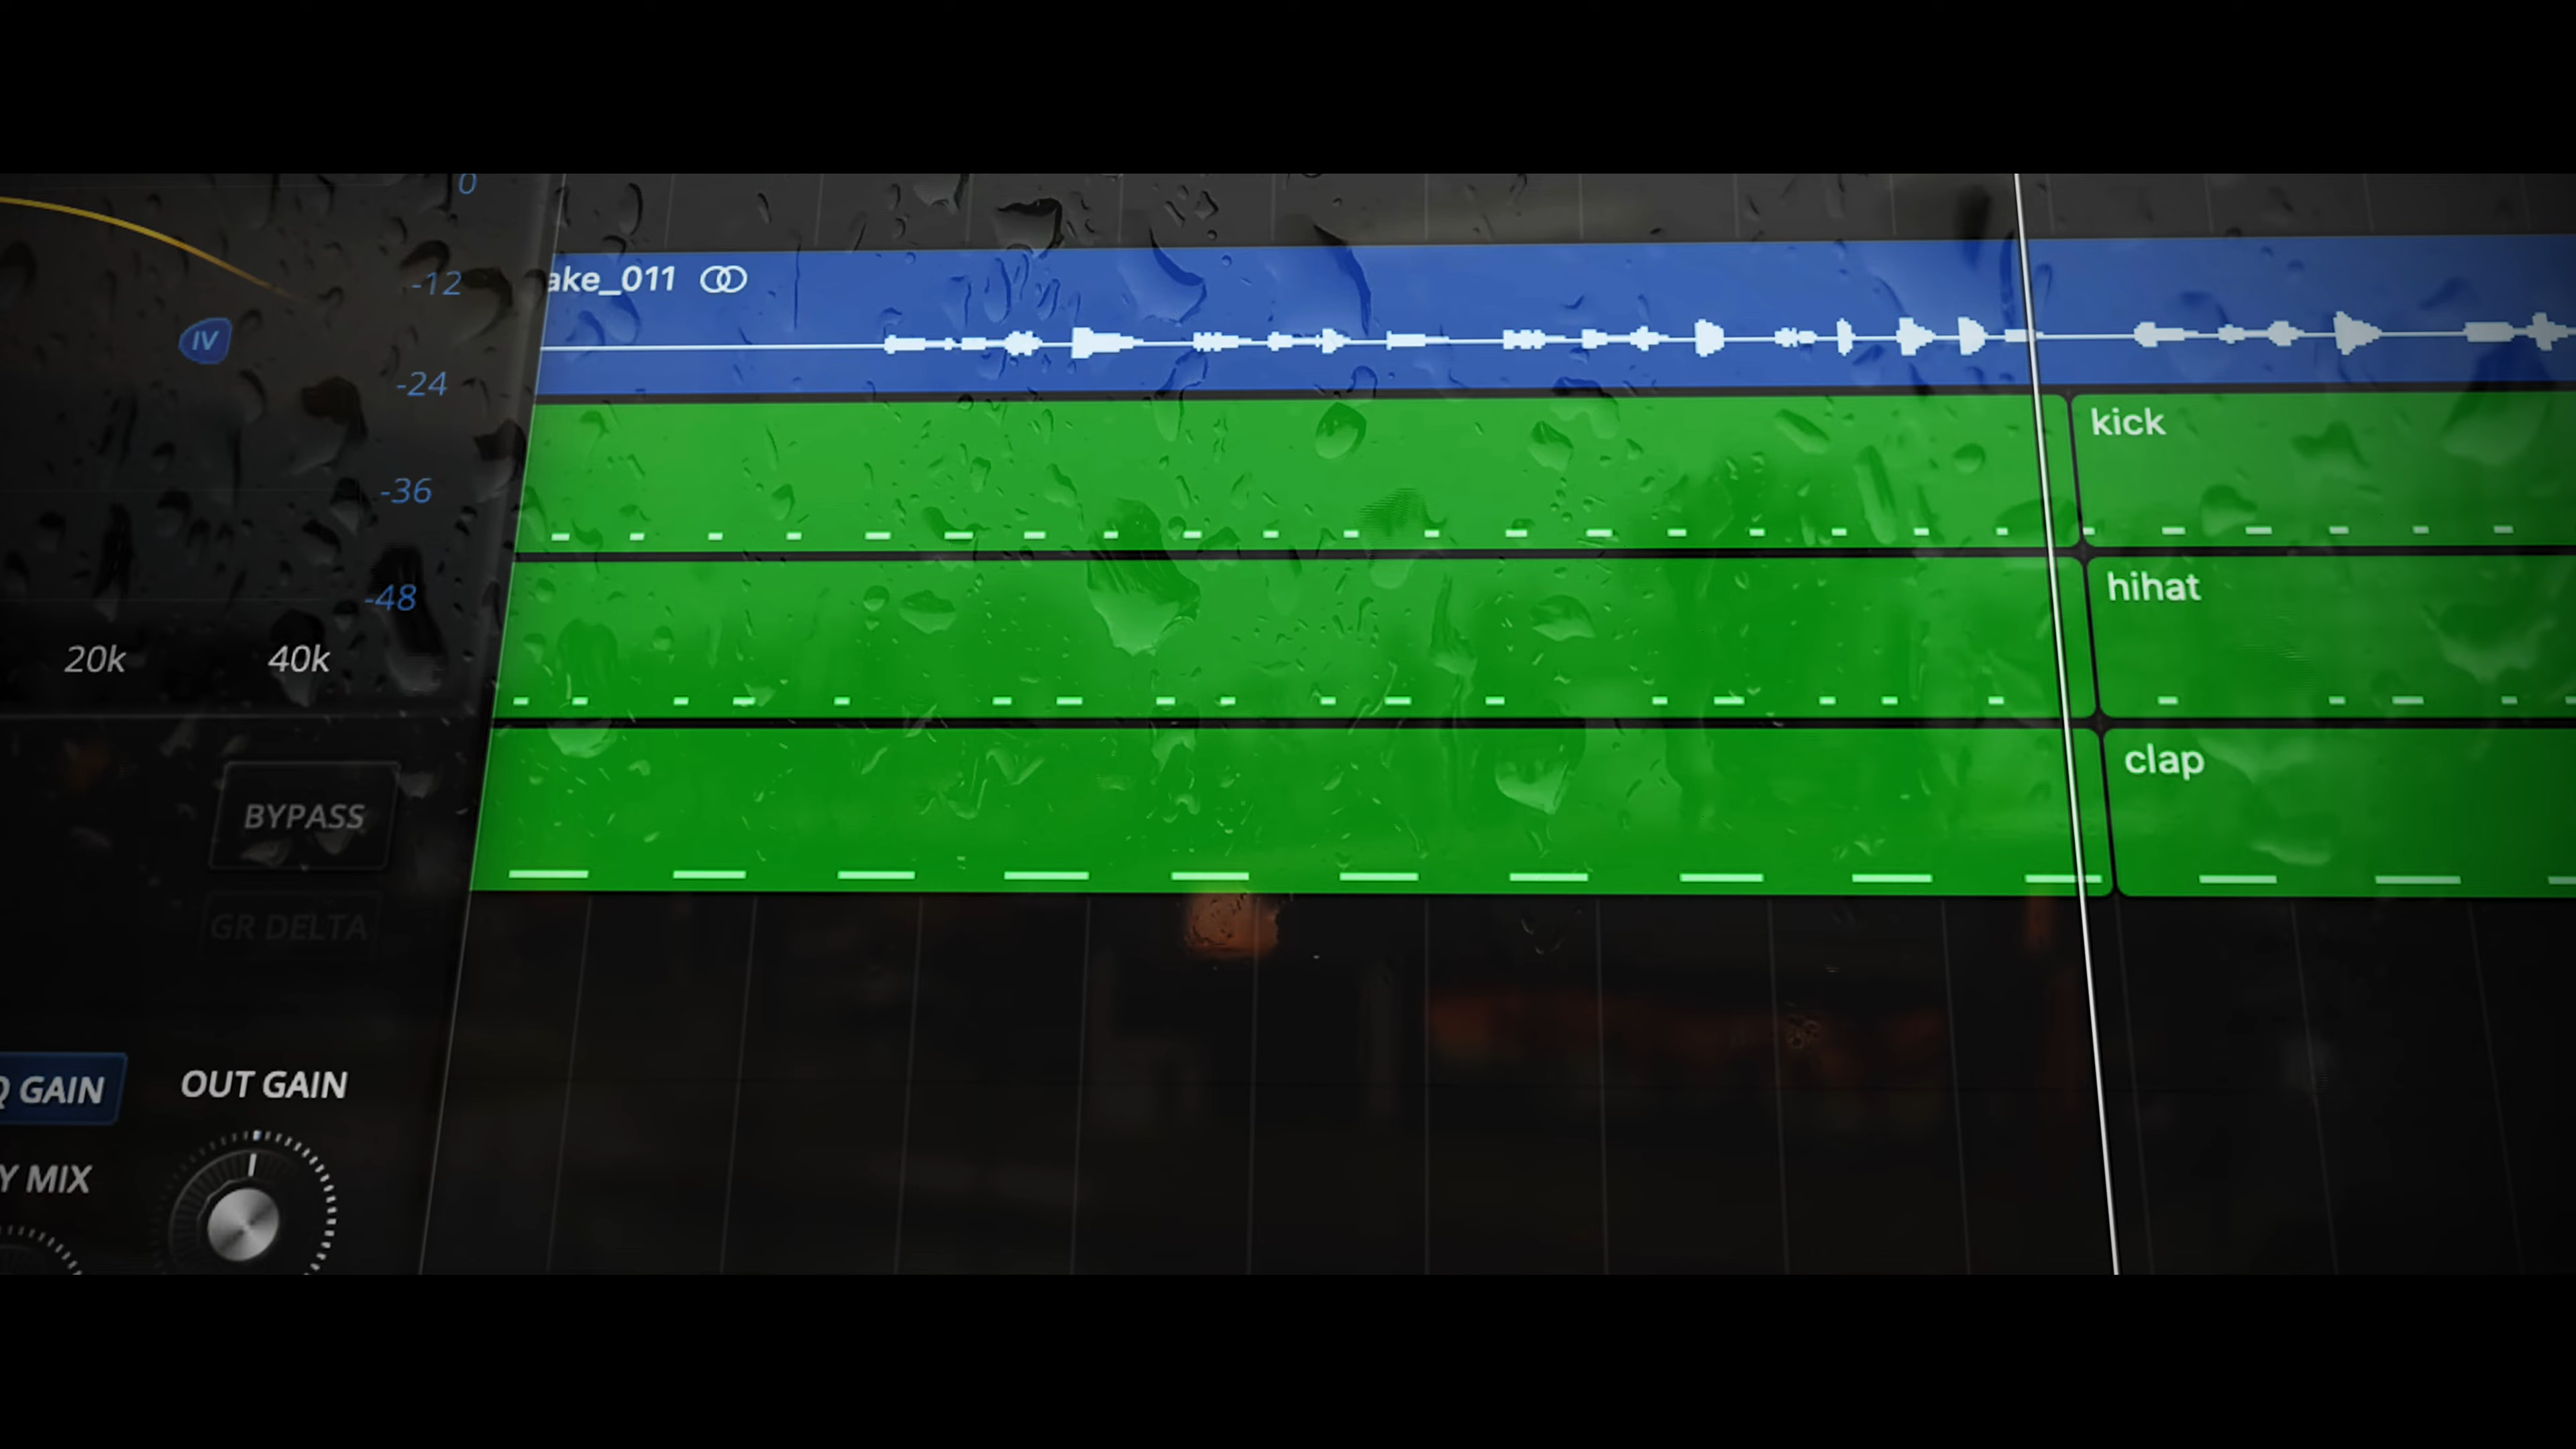 0
-12
IV
-24
-36
-48
20k
40k
BYPASS
GR DELTA
Q GAIN
OUT GAIN
Y MIX
ake_011
kick
hihat
clap